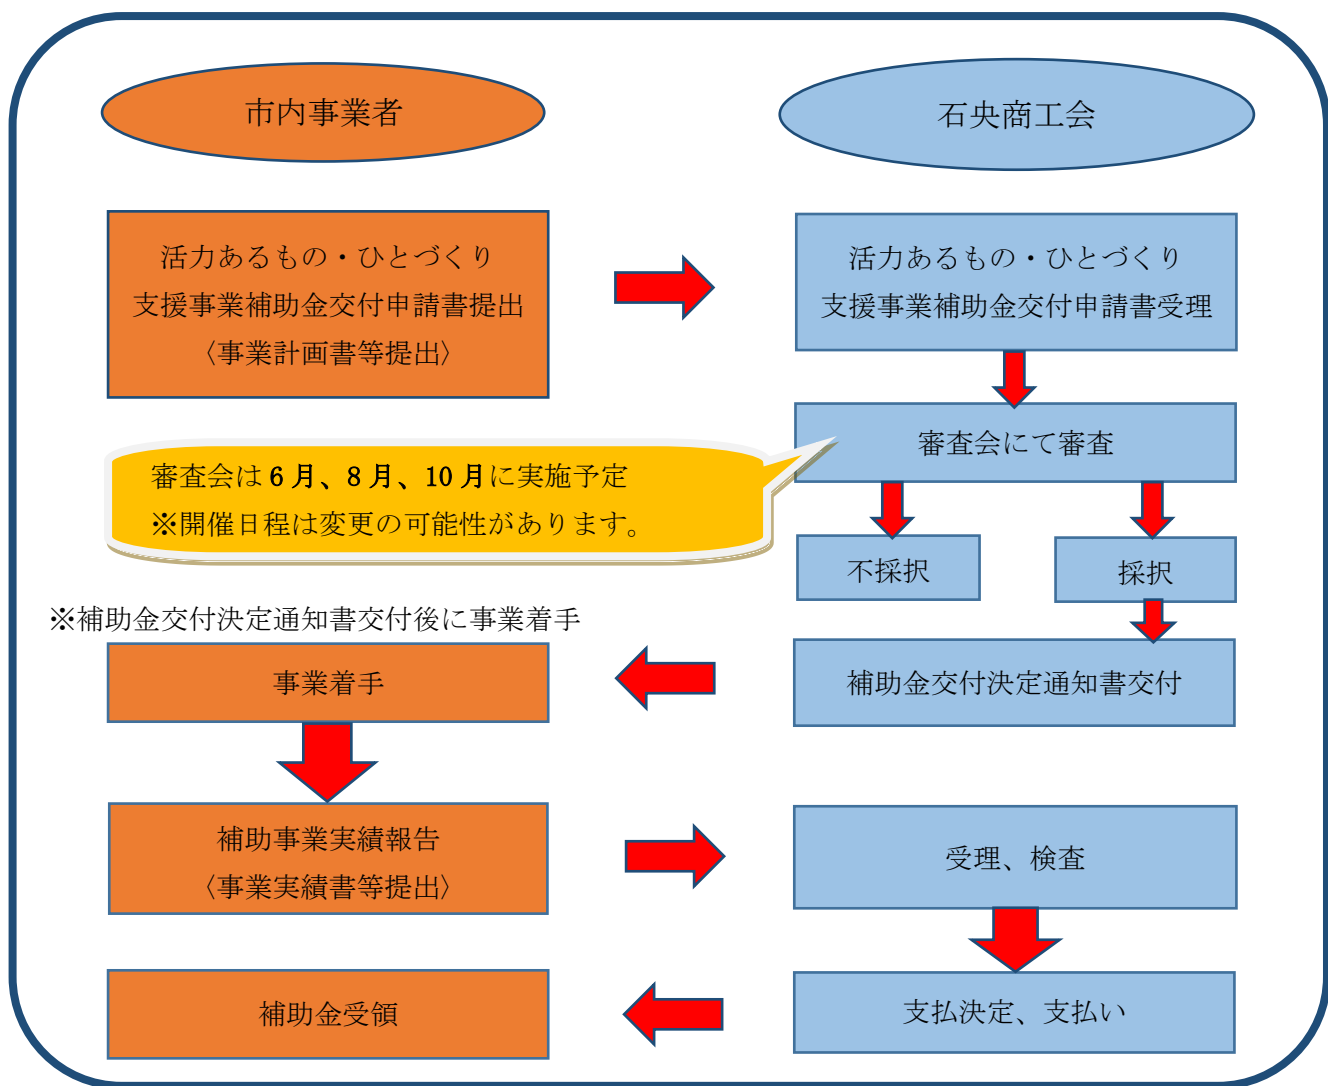 市内事業者
石央商工会
活力あるもの・ひとづくり
支援事業補助金交付申請書提出
〈事業計画書等提出〉
活力あるもの・ひとづくり
支援事業補助金交付申請書受理
審査会にて審査
審査会は6月、8月、10月に実施予定
※開催日程は変更の可能性があります。
不採択
採択
※補助金交付決定通知書交付後に事業着手
事業着手
補助金交付決定通知書交付
補助事業実績報告
〈事業実績書等提出〉
受理、検査
補助金受領
支払決定、支払い